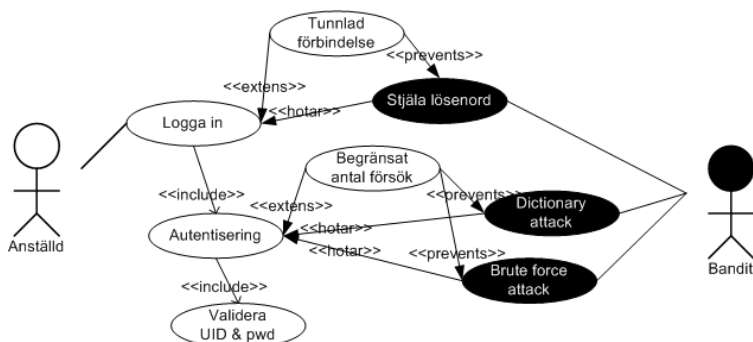 Tunnlad
förbindelse
<<prevents>>
<<extens>>
Stjäla lösenord
<<hotar>>
Logga in
Begränsat
antal försök
<<include>>
<<prevents>>
<<extens>>
Dictionary
attack
<<hotar>>
Autentisering
Anställd
<<hotar>>
<<prevents>>
Brute force
attack
Bandit
<<include>>
Validera
UID & pwd